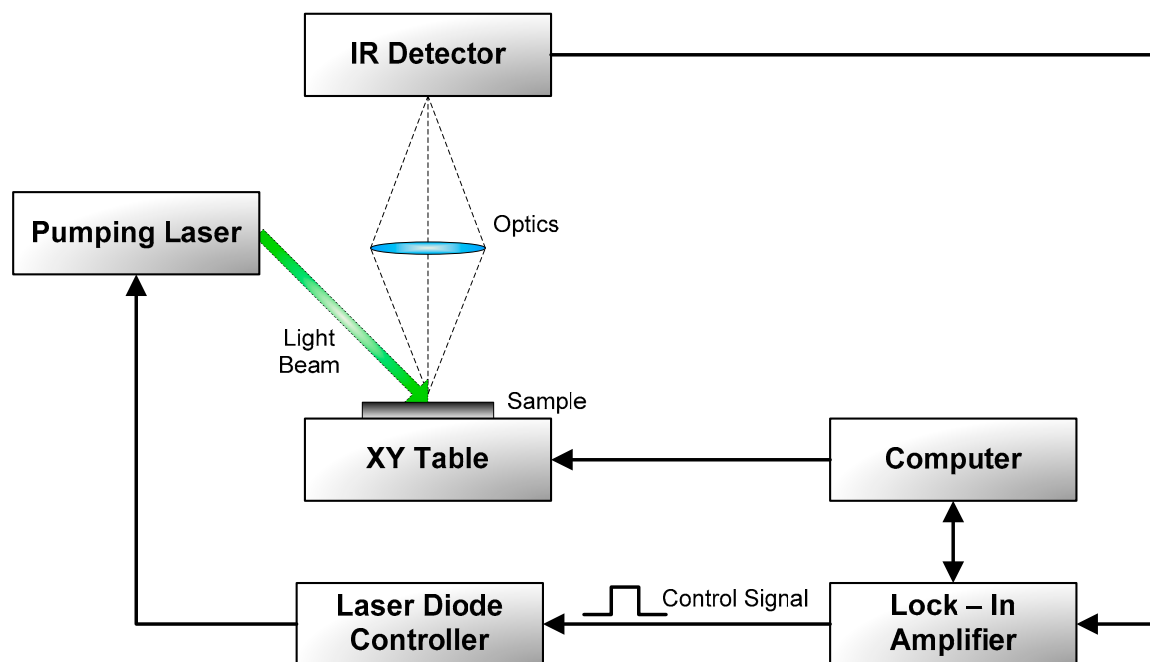 IR Detector
Pumping Laser
Optics
Light
Beam
Sample
XY Table
Computer
Laser Diode
Controller
Control Signal
Lock – In
Amplifier